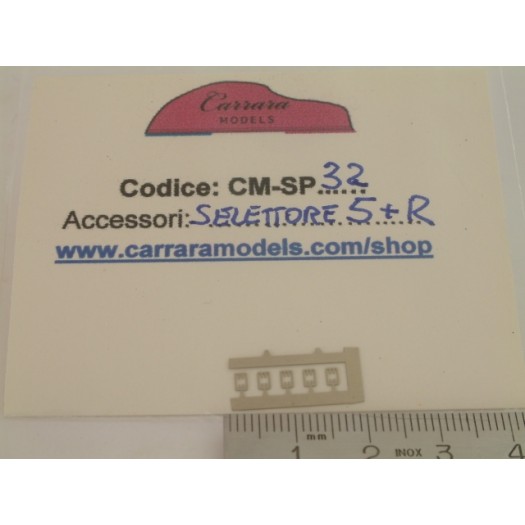 Carrara
MODELS
Codice: CM-SP.32......
Accessori: SELETTORE 5+R
www.carraramodels.com/shop
1 2 3 4
mm INOX